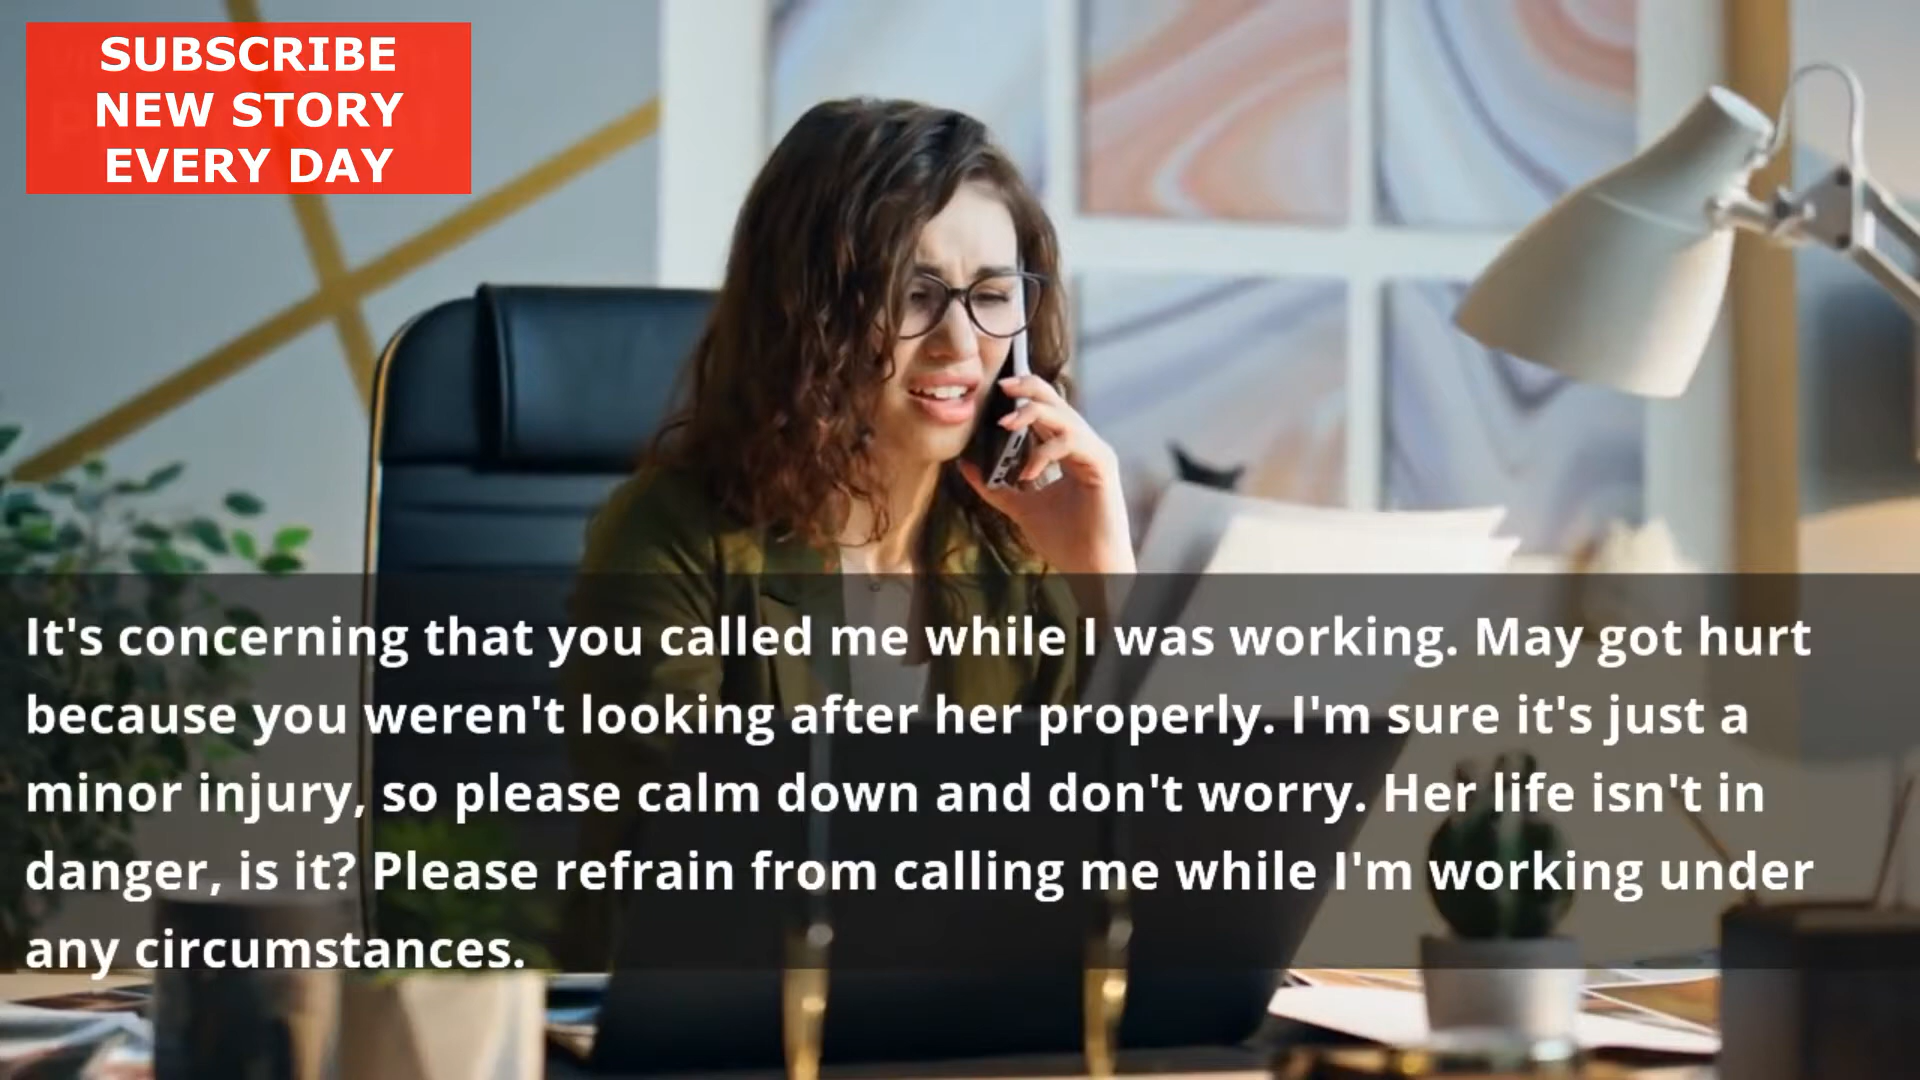 SUBSCRIBE
NEW STORY
EVERY DAY
It's concerning that you called me while I was working. May got hurt
because you weren't looking after her properly. I'm sure it's just a
minor injury, so please calm down and don't worry. Her life isn't in
danger, is it? Please refrain from calling me while I'm working under
any circumstances.